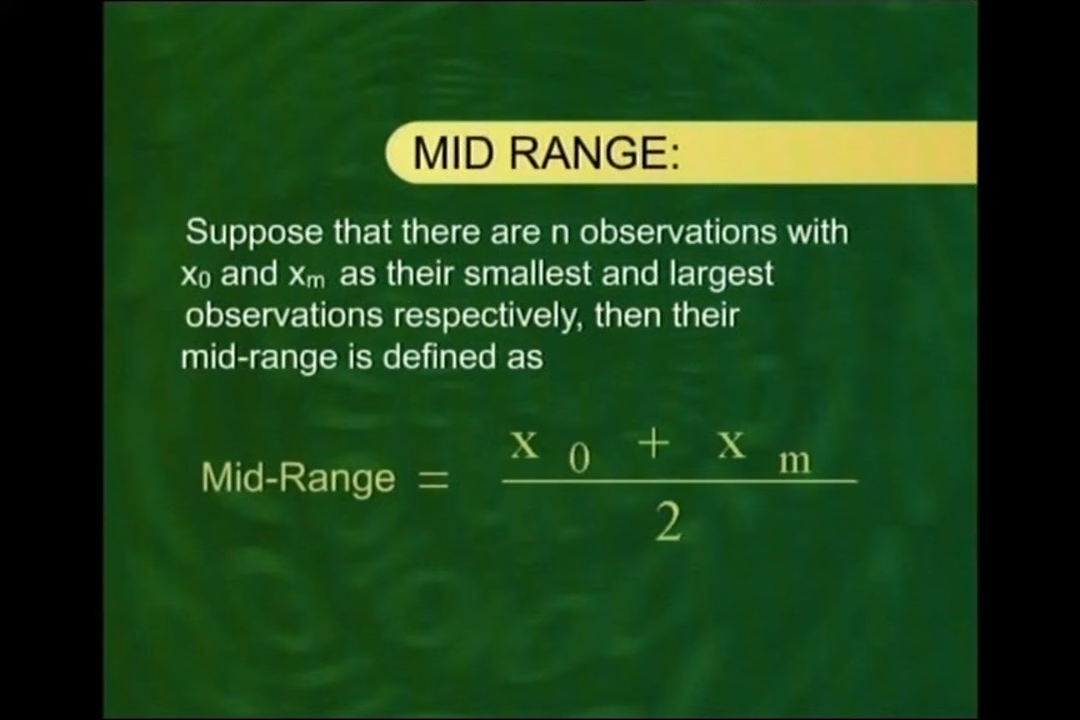 MID RANGE:
Suppose that there are n observations with
x₀ and xₘ as their smallest and largest
observations respectively, then their
mid-range is defined as
Mid-Range = (x₀ + xₘ) / 2